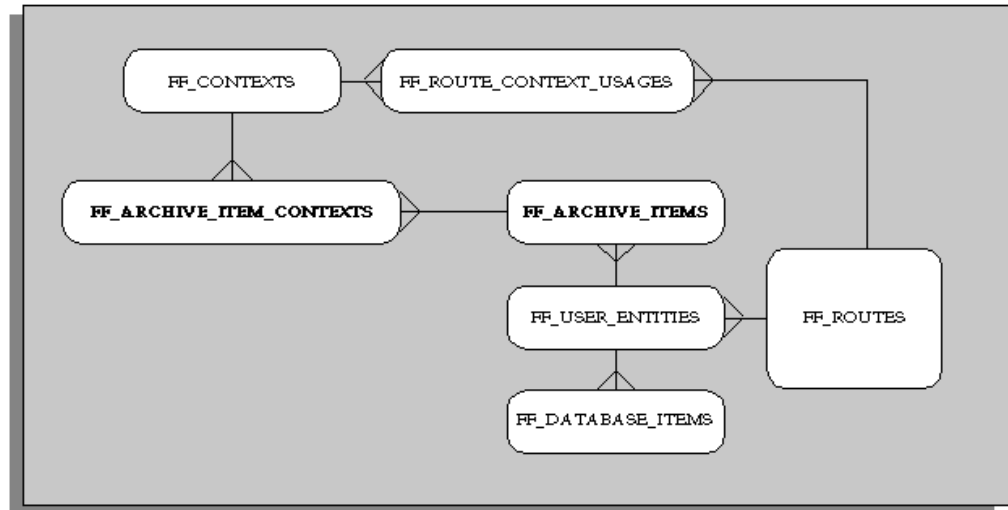 FF_CONTEXTS
FF_ROUTE_CONTEXT_USAGES
FF_ARCHIVE_ITEM_CONTEXTS
FF_ARCHIVE_ITEMS
FF_USER_ENTITIES
FF_ROUTES
FF_DATABASE_ITEMS